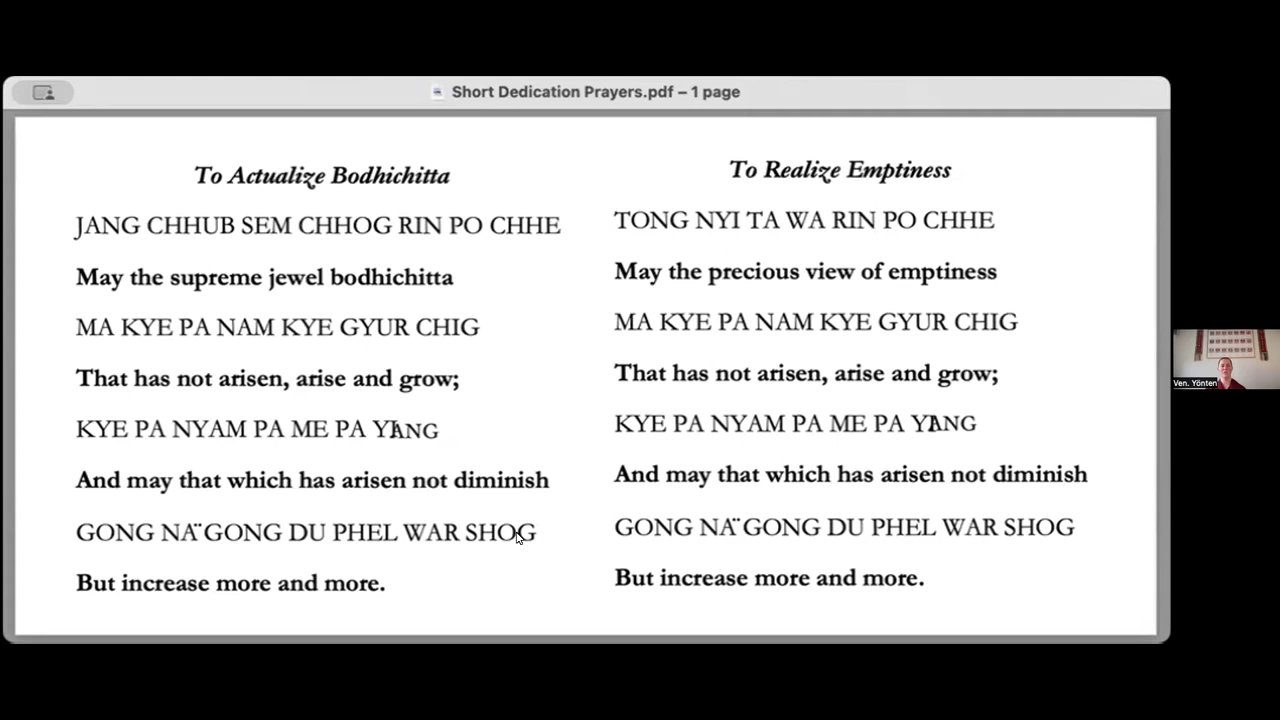 Short Dedication Prayers.pdf – 1 page
To Actualize Bodhichitta
JANG CHHUB SEM CHHOG RIN PO CHHE
May the supreme jewel bodhichitta
MA KYE PA NAM KYE GYUR CHIG
That has not arisen, arise and grow;
KYE PA NYAM PA ME PA YANG
And may that which has arisen not diminish
GONG NÄ GONG DU PHEL WAR SHOG
But increase more and more.
To Realize Emptiness
TONG NYI TA WA RIN PO CHHE
May the precious view of emptiness
MA KYE PA NAM KYE GYUR CHIG
That has not arisen, arise and grow;
KYE PA NYAM PA ME PA YANG
And may that which has arisen not diminish
GONG NÄ GONG DU PHEL WAR SHOG
But increase more and more.
Ven. Yönten